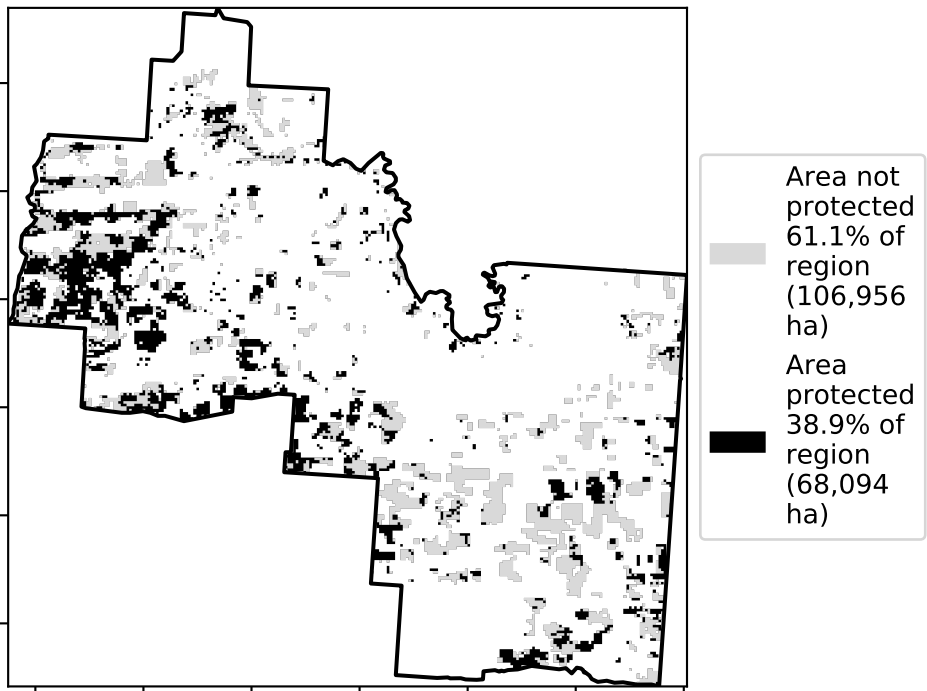 Area not
protected
61.1% of
region
(106,956
ha)
Area
protected
38.9% of
region
(68,094
ha)